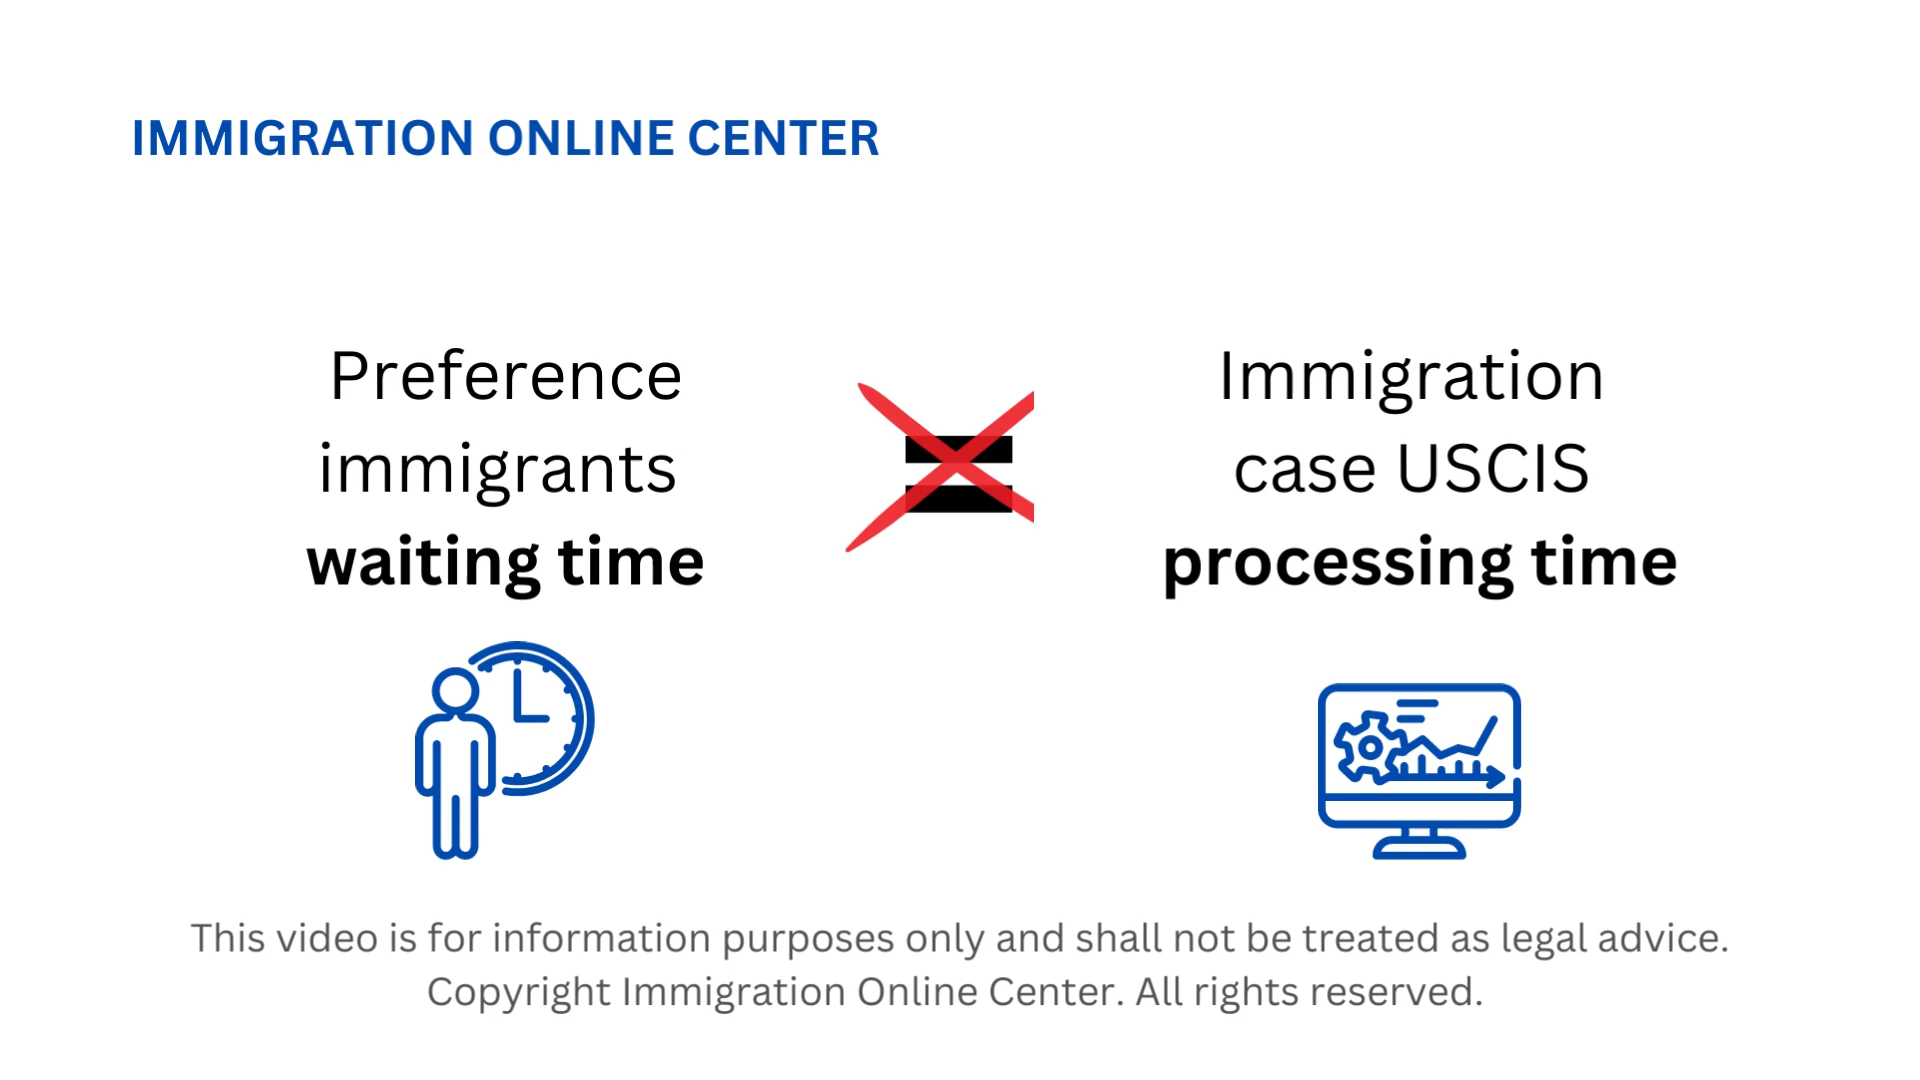 IMMIGRATION ONLINE CENTER
Preference
immigrants
waiting time
Immigration
case USCIS
processing time
This video is for information purposes only and shall not be treated as legal advice.
Copyright Immigration Online Center. All rights reserved.